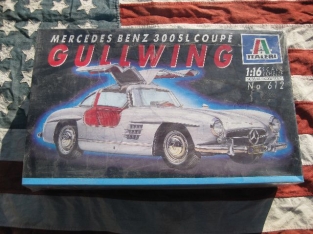 MERCEDES BENZ 300SL COUPE
GULLWING
ITALERI
1:16
No 612